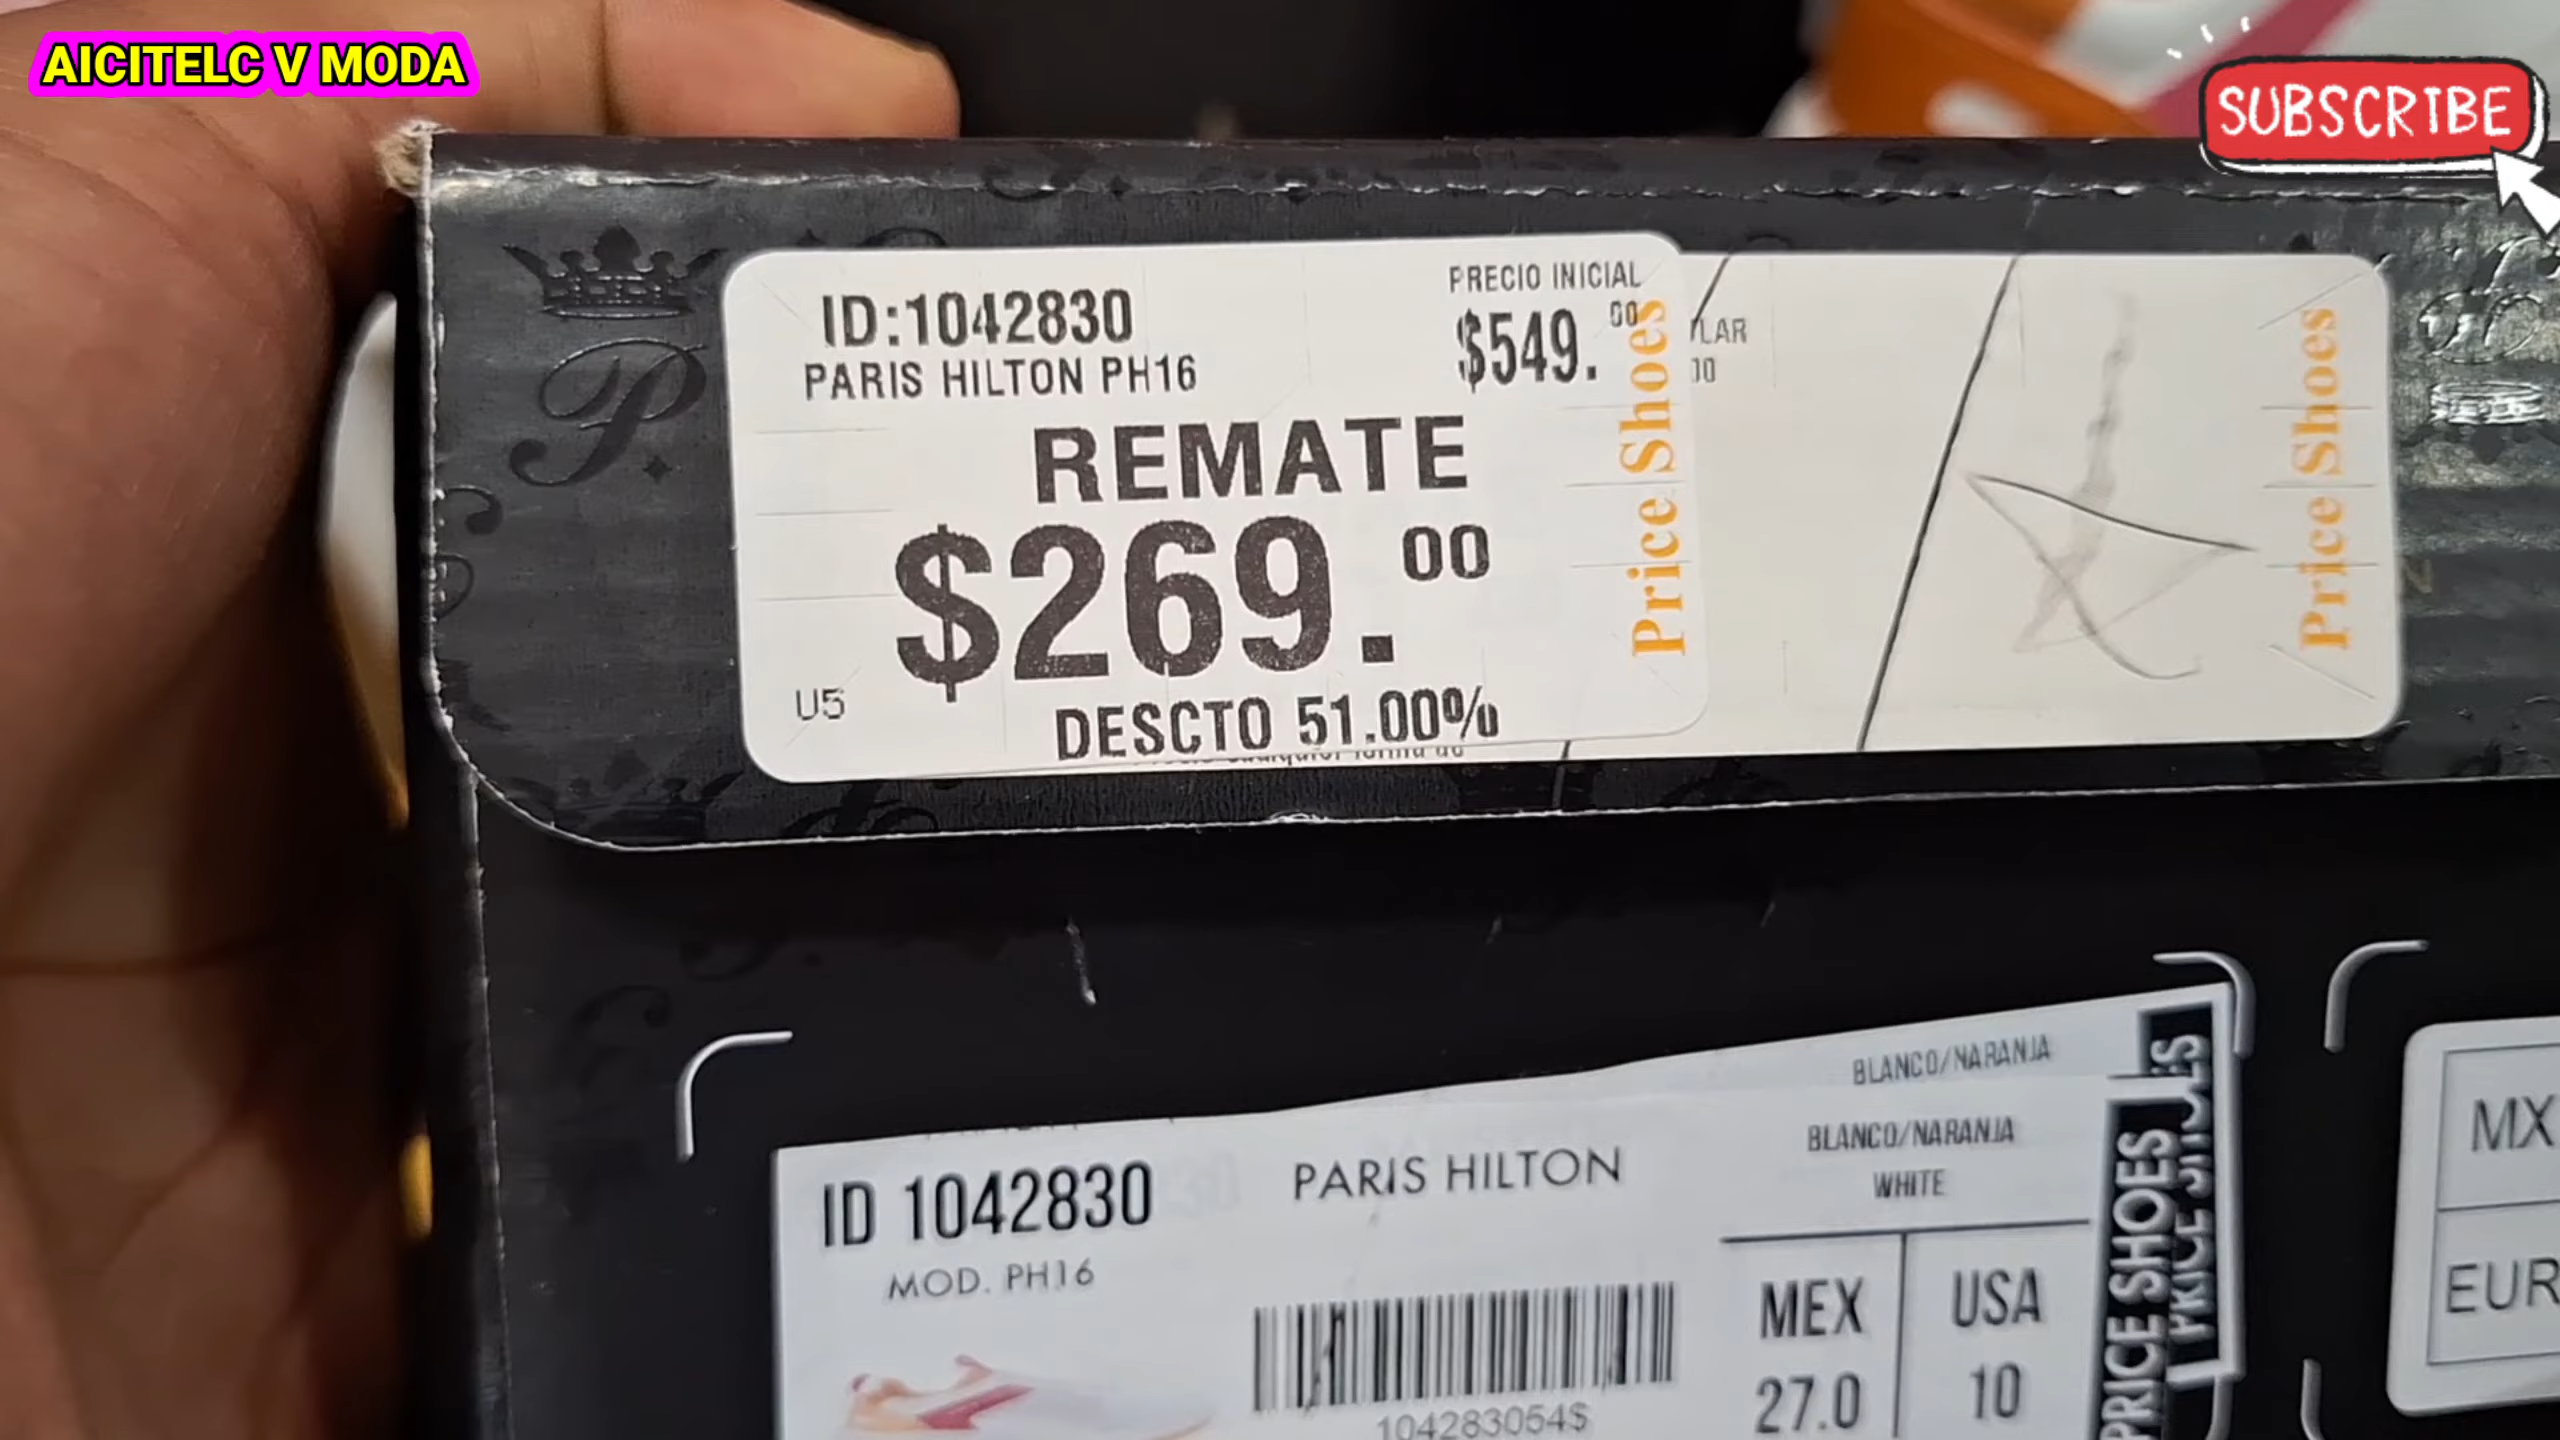 AICITELC V MODA
SUBSCRIBE
ID:1042830
PARIS HILTON PH16
PRECIO INICIAL
$549.00
REMATE
$269.00
U5
DESCTO 51.00%
Price Shoes
Price Shoes
BLANCO/NARANJA
ID 1042830
MOD. PH16
PARIS HILTON
BLANCO/NARANJA
WHITE
MEX
27.0
USA
10
104283054$
PRICE SHOES
MX
EUR